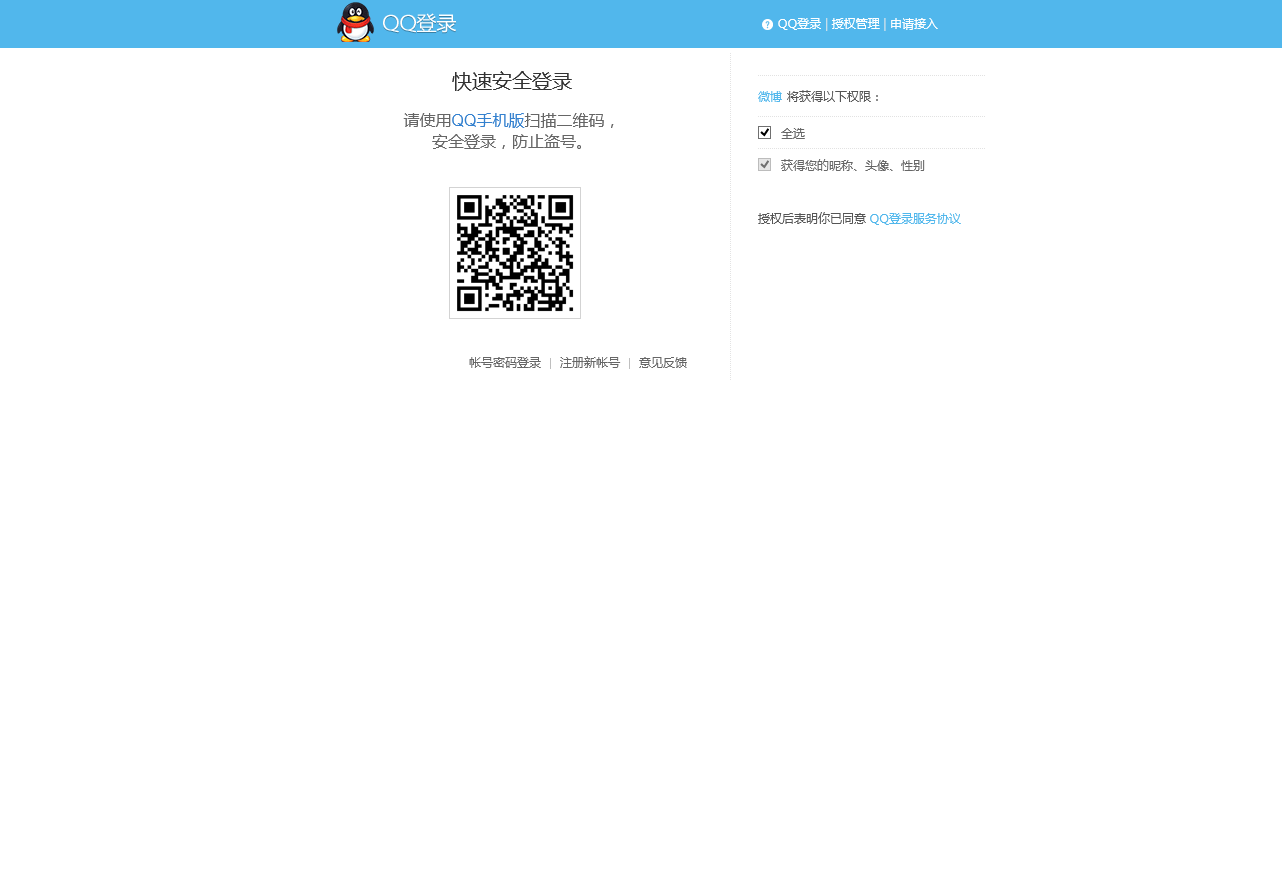 QQ登录
QQ登录 | 授权管理 | 申请接入
快速安全登录
请使用QQ手机版扫描二维码，
安全登录，防止盗号。
帐号密码登录 | 注册新帐号 | 意见反馈
微博 将获得以下权限：
全选
获得您的昵称、头像、性别
授权后表明你已同意 QQ登录服务协议